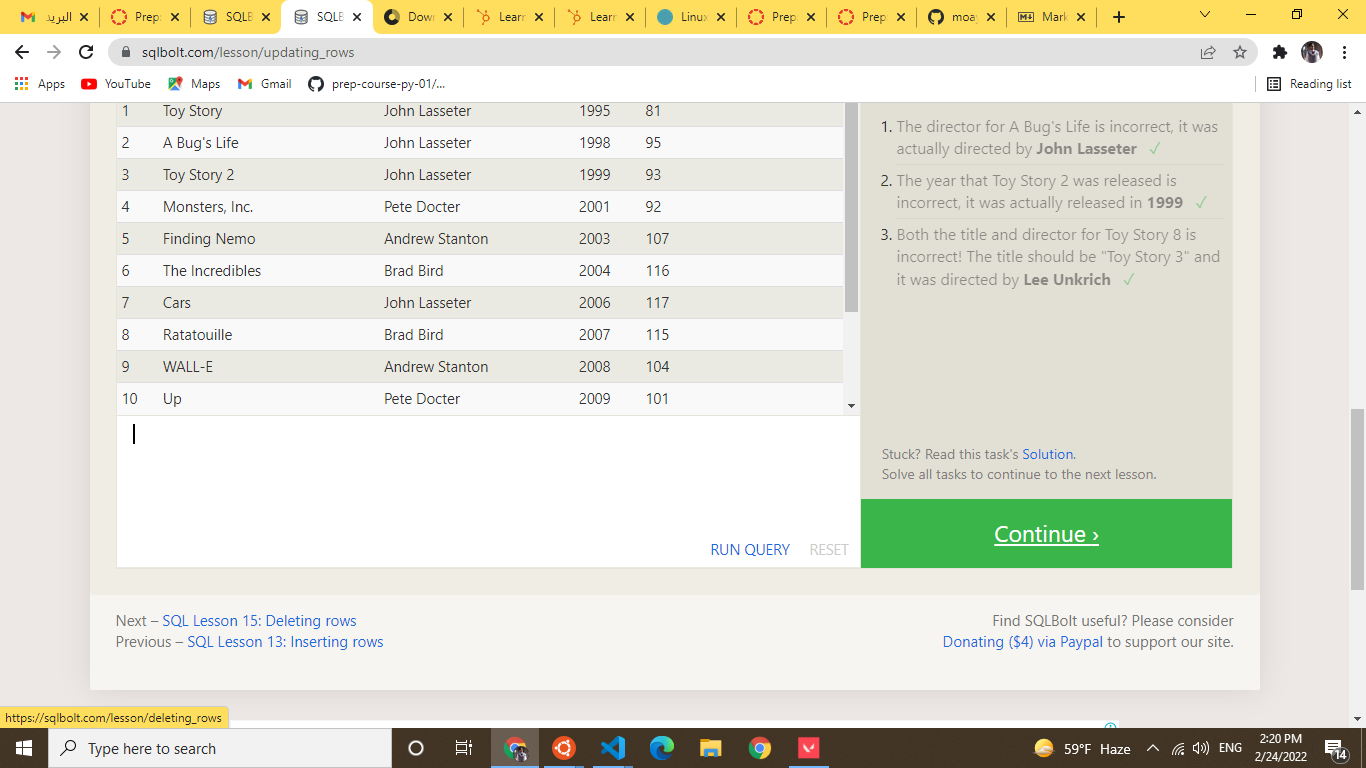 البريد
Prep:
SQLE
SQLE
Dow
Learn
Learn
Linux
Prep
Prep
moa
Mark
sqlbolt.com/lesson/updating_rows
Apps
YouTube
Maps
Gmail
prep-course-py-01/...
Reading list
1 Toy Story John Lasseter 1995 81
2 A Bug's Life John Lasseter 1998 95
3 Toy Story 2 John Lasseter 1999 93
4 Monsters, Inc. Pete Docter 2001 92
5 Finding Nemo Andrew Stanton 2003 107
6 The Incredibles Brad Bird 2004 116
7 Cars John Lasseter 2006 117
8 Ratatouille Brad Bird 2007 115
9 WALL-E Andrew Stanton 2008 104
10 Up Pete Docter 2009 101
RUN QUERY RESET
1. The director for A Bug's Life is incorrect, it was
actually directed by John Lasseter ✓
2. The year that Toy Story 2 was released is
incorrect, it was actually released in 1999 ✓
3. Both the title and director for Toy Story 8 is
incorrect! The title should be "Toy Story 3" and
it was directed by Lee Unkrich ✓
Stuck? Read this task's Solution.
Solve all tasks to continue to the next lesson.
Continue ›
Next – SQL Lesson 15: Deleting rows
Previous – SQL Lesson 13: Inserting rows
Find SQLBolt useful? Please consider
Donating ($4) via Paypal to support our site.
https://sqlbolt.com/lesson/deleting_rows
Type here to search
59°F Haze
ENG
2:20 PM
2/24/2022
14